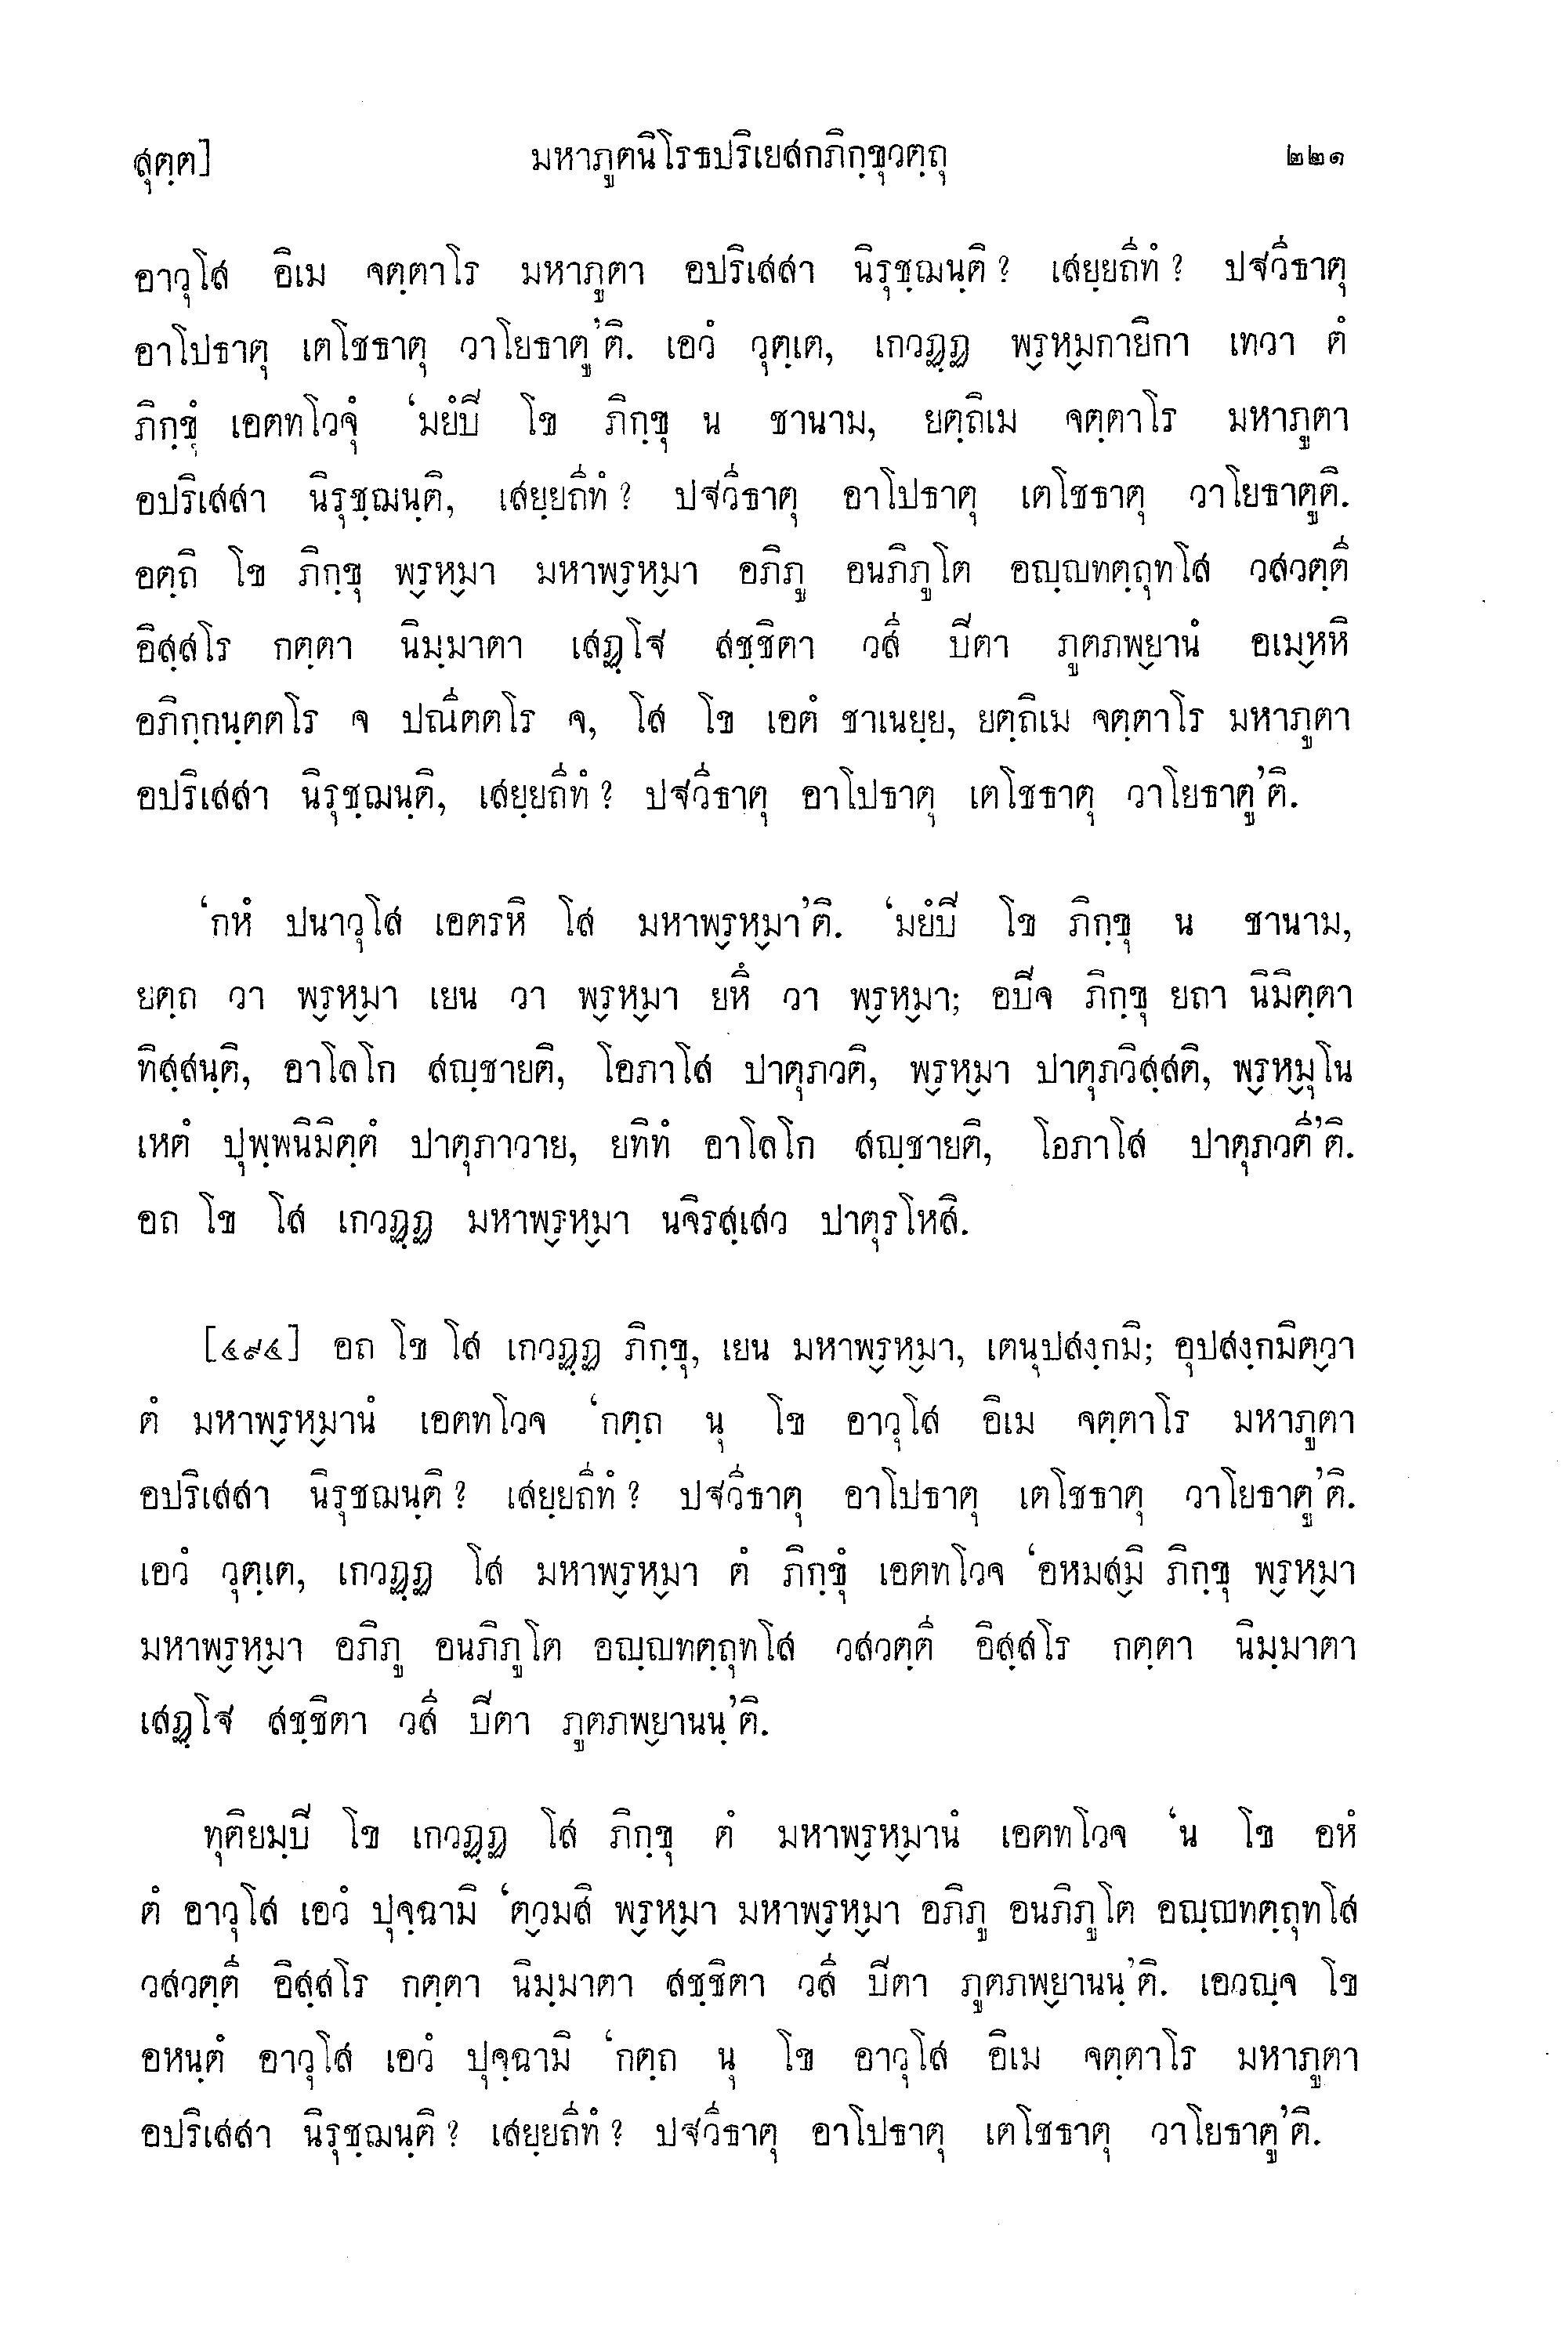 สุตฺต] มหาภูตนิโรธปริเยสกภิกฺขุวตฺถุ ๒๒๑
อาวุโส อิเม จตฺตาโร มหาภูตา อปริเสสา นิรุชฺฌนฺติ? เสยฺยถีทํ? ปฐวีธาตุ
อาโปธาตุ เตโชธาตุ วาโยธาตู’ติ. เอวํ วุตฺเต, เกวฏฺฏ พฺรหฺมกายิกา เทวา ตํ
ภิกฺขุํ เอตทโวจุํ ‘มยํปิ โข ภิกฺขุ น ชานาม, ยตฺถิเม จตฺตาโร มหาภูตา
อปริเสสา นิรุชฺฌนฺติ, เสยฺยถีทํ? ปฐวีธาตุ อาโปธาตุ เตโชธาตุ วาโยธาตูติ.
อตฺถิ โข ภิกฺขุ พฺรหฺมา มหาพฺรหฺมา อภิภู อนภิภูโต อญฺญทตฺถุทโส วสวตฺตี
อิสฺสโร กตฺตา นิมฺมาตา เสฏฺโฐ สชฺชิตา วสี ปีตา ภูตภพฺยานํ อเมฺหหิ
อภิกฺกนฺตตโร จ ปณีตตโร จ, โส โข เอตํ ชาเนยฺย, ยตฺถิเม จตฺตาโร มหาภูตา
อปริเสสา นิรุชฺฌนฺติ, เสยฺยถีทํ? ปฐวีธาตุ อาโปธาตุ เตโชธาตุ วาโยธาตู’ติ.
‘กหํ ปนาวุโส เอตรหิ โส มหาพฺรหฺมา’ติ. ‘มยํปิ โข ภิกฺขุ น ชานาม,
ยตฺถ วา พฺรหฺมา เยน วา พฺรหฺมา ยหึ วา พฺรหฺมา; อปิจ ภิกฺขุ ยถา นิมิตฺตา
ทิสฺสนฺติ, อาโลโก สญฺชายติ, โอภาโส ปาตุภวติ, พฺรหฺมา ปาตุภวิสฺสติ, พฺรหฺมุโน
เหตํ ปุพฺพนิมิตฺตํ ปาตุภาวาย, ยทิทํ อาโลโก สญฺชายติ, โอภาโส ปาตุภวตี’ติ.
อถ โข โส เกวฏฺฏ มหาพฺรหฺมา นจิรสฺเสว ปาตุรโหสิ.
[๔๙๔] อถ โข โส เกวฏฺฏ ภิกฺขุ, เยน มหาพฺรหฺมา, เตนุปสงฺกมิ; อุปสงฺกมิตฺวา
ตํ มหาพฺรหฺมานํ เอตทโวจ ‘กตฺถ นุ โข อาวุโส อิเม จตฺตาโร มหาภูตา
อปริเสสา นิรุชฌนฺติ? เสยฺยถีทํ? ปฐวีธาตุ อาโปธาตุ เตโชธาตุ วาโยธาตู’ติ.
เอวํ วุตฺเต, เกวฏฺฏ โส มหาพฺรหฺมา ตํ ภิกฺขุํ เอตทโวจ ‘อหมสฺมิ ภิกฺขุ พฺรหฺมา
มหาพฺรหฺมา อภิภู อนภิภูโต อญฺญทตฺถุทโส วสวตฺตี อิสฺสโร กตฺตา นิมฺมาตา
เสฏฺโฐ สชฺชิตา วสี ปีตา ภูตภพฺยานนฺ’ติ.
ทุติยมฺปิ โข เกวฏฺฏ โส ภิกฺขุ ตํ มหาพฺรหฺมานํ เอตทโวจ ‘น โข อหํ
ตํ อาวุโส เอวํ ปุจฺฉามิ ‘ตฺวมสิ พฺรหฺมา มหาพฺรหฺมา อภิภู อนภิภูโต อญฺญทตฺถุทโส
วสวตฺตี อิสฺสโร กตฺตา นิมฺมาตา สชฺชิตา วสี ปีตา ภูตภพฺยานนฺ’ติ. เอวญฺจ โข
อหนฺตํ อาวุโส เอวํ ปุจฺฉามิ ‘กตฺถ นุ โข อาวุโส อิเม จตฺตาโร มหาภูตา
อปริเสสา นิรุชฺฌนฺติ? เสยฺยถีทํ? ปฐวีธาตุ อาโปธาตุ เตโชธาตุ วาโยธาตู’ติ.